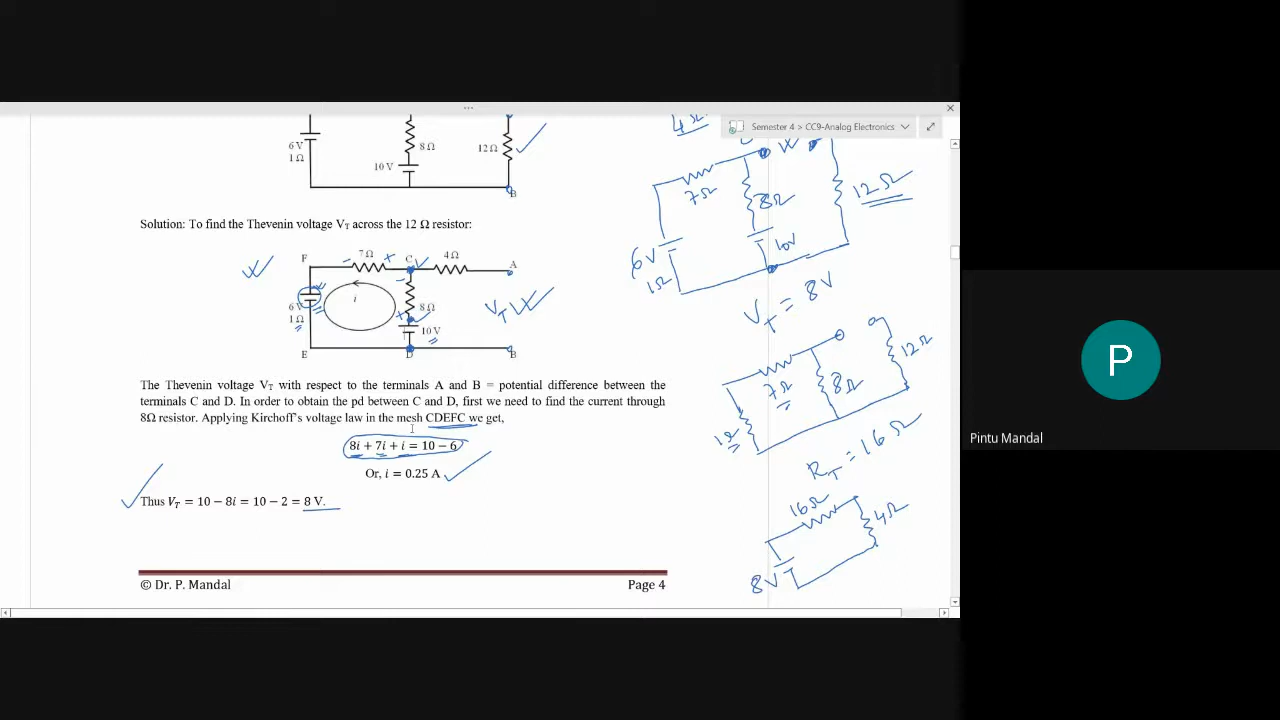 Semester 4 > CC9-Analog Electronics
6 V
1 Ω
8 Ω
10 V
12 Ω
B
Solution: To find the Thevenin voltage VT across the 12 Ω resistor:
F
7 Ω
C
4 Ω
A
i
6 V
1 Ω
8 Ω
10 V
E
D
B
VT
The Thevenin voltage VT with respect to the terminals A and B = potential difference between the
terminals C and D. In order to obtain the pd between C and D, first we need to find the current through
8Ω resistor. Applying Kirchoff's voltage law in the mesh CDEFC we get,
8i + 7i + i = 10 − 6
Or, i = 0.25 A
Thus VT = 10 − 8i = 10 − 2 = 8 V.
© Dr. P. Mandal
Page 4
4Ω
7Ω
8Ω
12Ω
10V
6V
1Ω
VT = 8V
7Ω
8Ω
12Ω
1Ω
RT = 16Ω
16Ω
4Ω
8V
P
Pintu Mandal